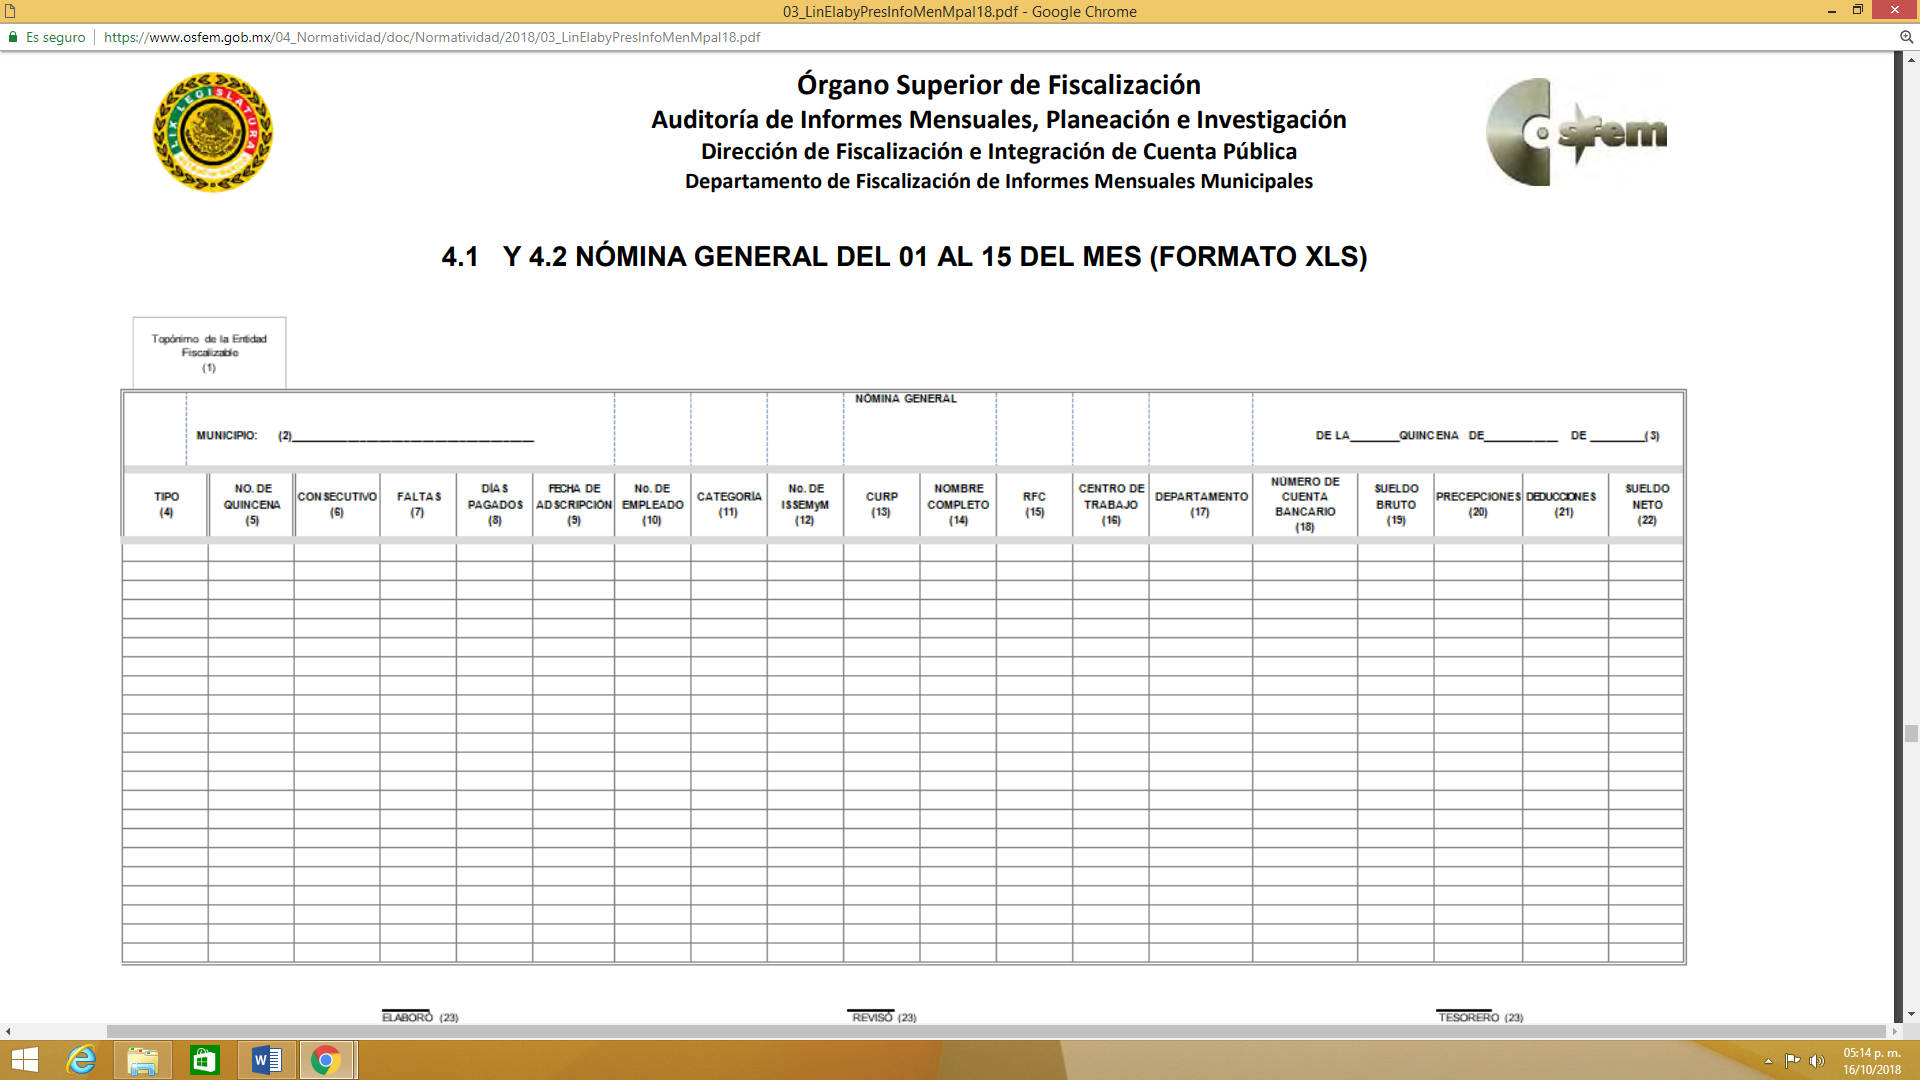 03_LinElabyPresInfoMenMpal18.pdf - Google Chrome
Es seguro
https://www.osfem.gob.mx/04_Normatividad/doc/Normatividad/2018/03_LinElabyPresInfoMenMpal18.pdf
LIX LEGISLATURA
Órgano Superior de Fiscalización
Auditoría de Informes Mensuales, Planeación e Investigación
Dirección de Fiscalización e Integración de Cuenta Pública
Departamento de Fiscalización de Informes Mensuales Municipales
osfem
4.1 Y 4.2 NÓMINA GENERAL DEL 01 AL 15 DEL MES (FORMATO XLS)
Topónimo de la Entidad
Fiscalizable
(1)
NÓMINA GENERAL
MUNICIPIO: (2)____________________
DE LA_______QUINCENA DE__________ DE ________(3)
TIPO
(4)
NO. DE
QUINCENA
(5)
CONSECUTIVO
(6)
FALTAS
(7)
DÍAS
PAGADOS
(8)
FECHA DE
ADSCRIPCIÓN
(9)
No. DE
EMPLEADO
(10)
CATEGORÍA
(11)
No. DE
ISSEMyM
(12)
CURP
(13)
NOMBRE
COMPLETO
(14)
RFC
(15)
CENTRO DE
TRABAJO
(16)
DEPARTAMENTO
(17)
NÚMERO DE
CUENTA
BANCARIO
(18)
SUELDO
BRUTO
(19)
PRECEPCIONES
(20)
DEDUCCIONES
(21)
SUELDO
NETO
(22)
ELABORÓ (23)
REVISÓ (23)
TESORERO (23)
05:14 p. m.
16/10/2018